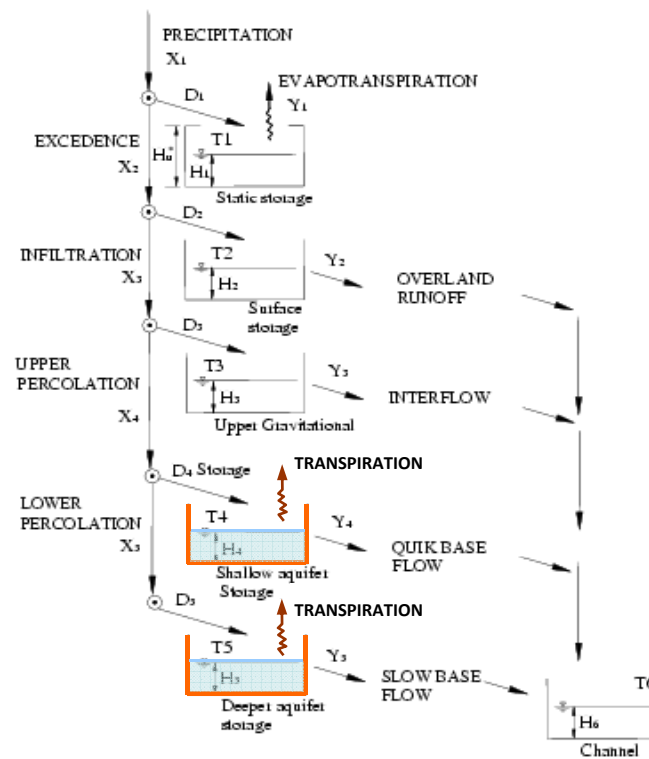 PRECIPITATION
X1
EVAPOTRANSPIRATION
D1
Y1
EXCEDENCE
X2
Hu*
T1
H1
Static storage
D2
INFILTRATION
X3
T2
H2
Y2
OVERLAND
RUNOFF
Surface
storage
D3
UPPER
PERCOLATION
X4
T3
H3
Y3
INTERFLOW
Upper Gravitational
D4 Storage
TRANSPIRATION
LOWER
PERCOLATION
X5
T4
H4
Y4
QUIK BASE
FLOW
Shallow aquifer
Storage
TRANSPIRATION
D5
T5
H5
Y5
SLOW BASE
FLOW
Deeper aquifer
storage
T6
H6
Channel